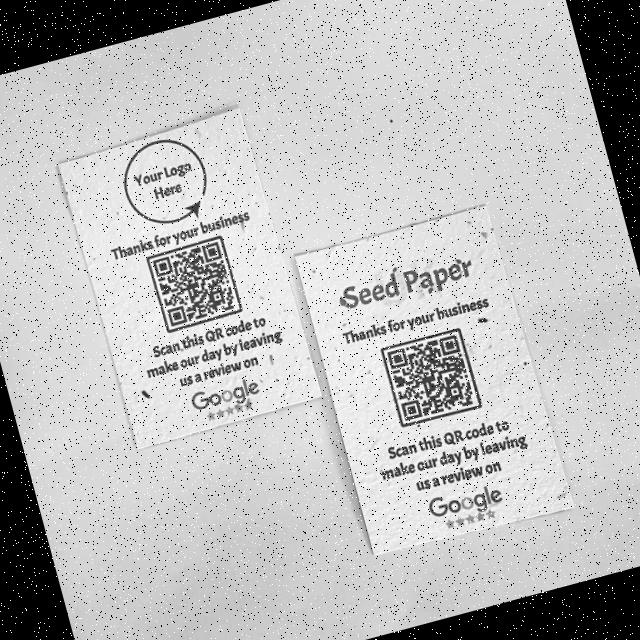 Your Logo
Here
Thanks for your business
Scan this QR code to
make our day by leaving
us a review on
Google
Seed Paper
Thanks for your business
Scan this QR code to
make our day by leaving
us a review on
Google